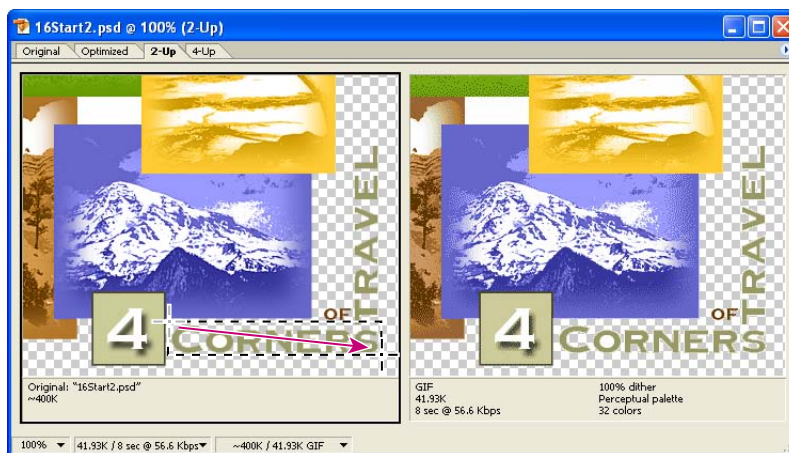 16Start2.psd @ 100% (2-Up)
Original Optimized 2-Up 4-Up
TRAVEL
OF
4 CORNERS
TRAVEL
OF
4 CORNERS
Original: "16Start2.psd"
~400K
GIF
41.93K
8 sec @ 56.6 Kbps
100% dither
Perceptual palette
32 colors
100% 41.93K / 8 sec @ 56.6 Kbps ~400K / 41.93K GIF